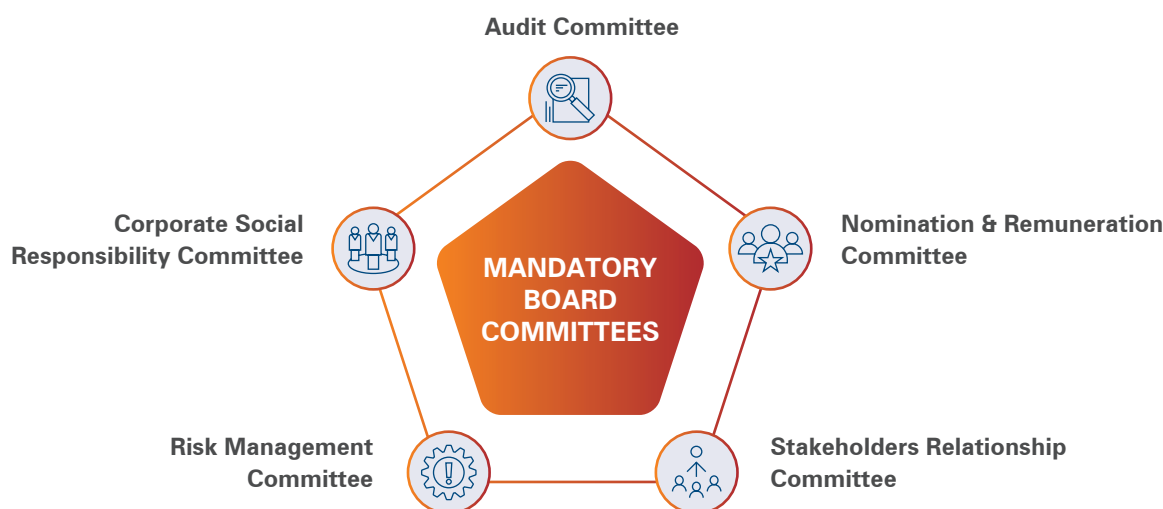 Audit Committee
Corporate Social
Responsibility Committee
Nomination & Remuneration
Committee
MANDATORY
BOARD
COMMITTEES
Risk Management
Committee
Stakeholders Relationship
Committee